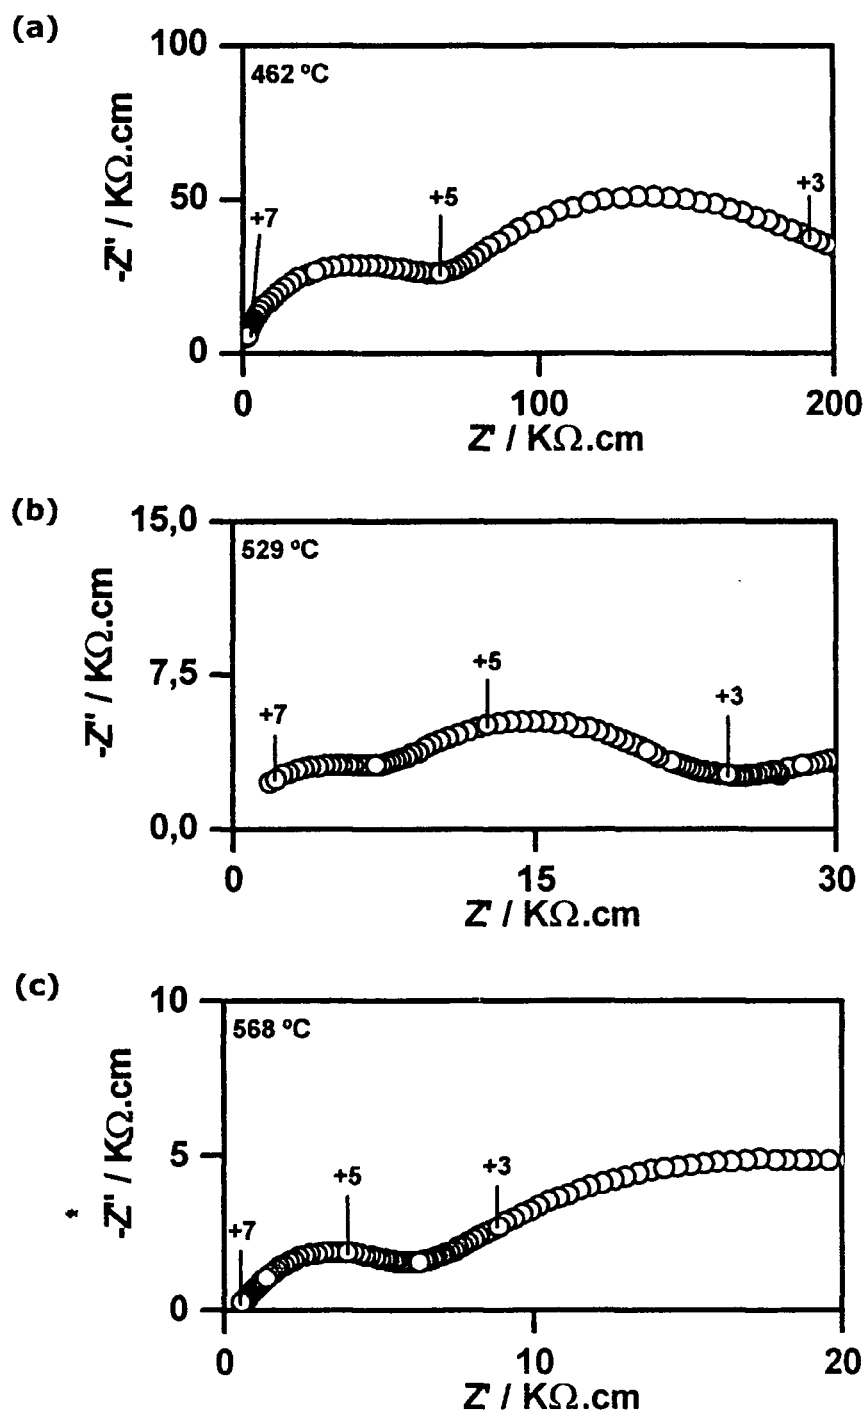 (a)
100
462 ºC
50
+7
+5
+3
0
-Z" / KΩ.cm
0
100
200
Z' / KΩ.cm
(b)
15,0
529 ºC
7,5
+7
+5
+3
0,0
-Z" / KΩ.cm
0
15
30
Z' / KΩ.cm
(c)
10
568 ºC
5
+7
+5
+3
0
-Z" / KΩ.cm
0
10
20
Z' / KΩ.cm